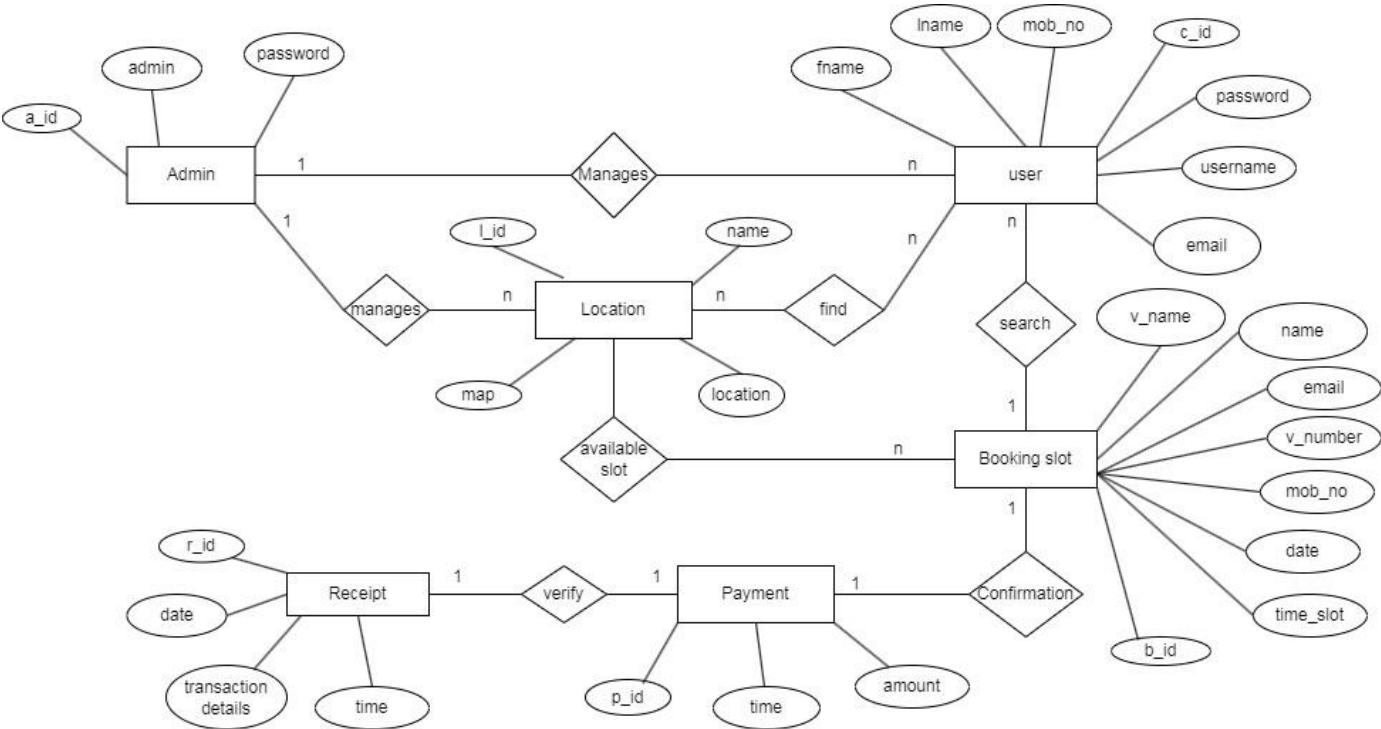 lname
mob_no
c_id
fname
admin
password
password
a_id
Admin
1
Manages
n
user
username
1
l_id
name
n
n
email
manages
n
Location
n
find
search
v_name
name
map
location
1
email
available
slot
n
Booking slot
v_number
mob_no
1
r_id
date
Receipt
1
verify
1
Payment
1
Confirmation
date
time_slot
b_id
transaction
details
time
p_id
time
amount